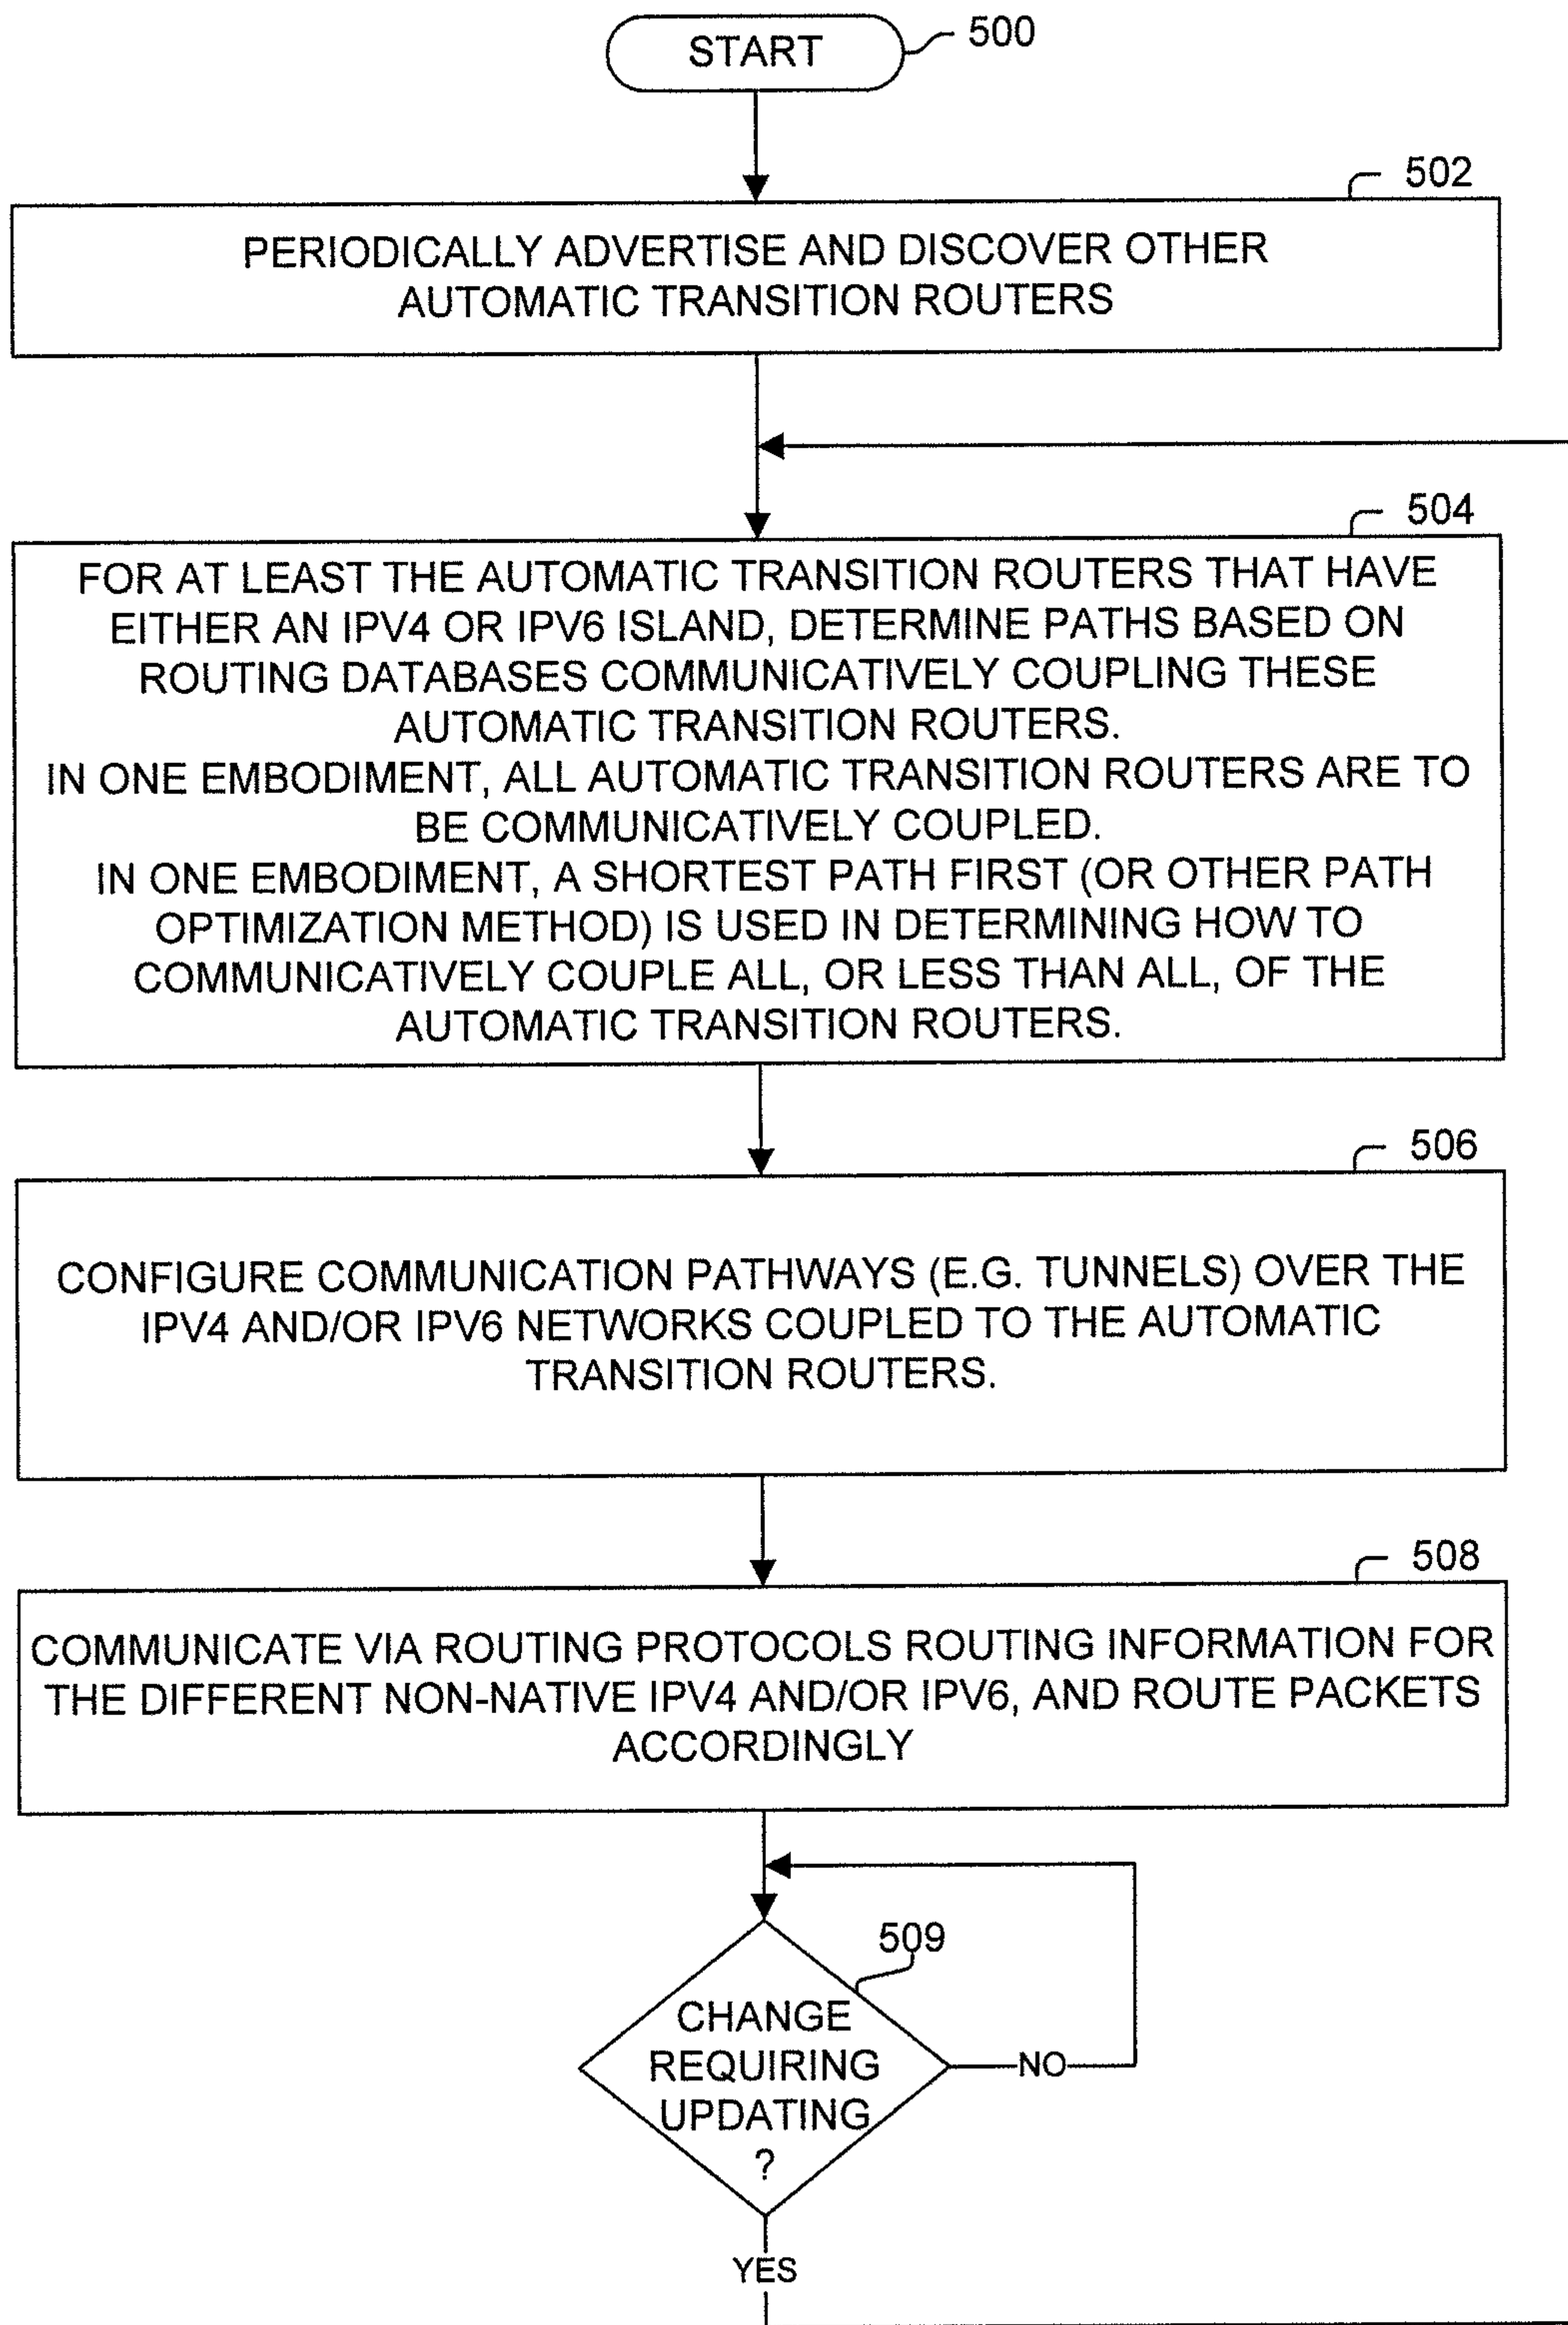 START
500
502
PERIODICALLY ADVERTISE AND DISCOVER OTHER
AUTOMATIC TRANSITION ROUTERS
504
FOR AT LEAST THE AUTOMATIC TRANSITION ROUTERS THAT HAVE
EITHER AN IPV4 OR IPV6 ISLAND, DETERMINE PATHS BASED ON
ROUTING DATABASES COMMUNICATIVELY COUPLING THESE
AUTOMATIC TRANSITION ROUTERS.
IN ONE EMBODIMENT, ALL AUTOMATIC TRANSITION ROUTERS ARE TO
BE COMMUNICATIVELY COUPLED.
IN ONE EMBODIMENT, A SHORTEST PATH FIRST (OR OTHER PATH
OPTIMIZATION METHOD) IS USED IN DETERMINING HOW TO
COMMUNICATIVELY COUPLE ALL, OR LESS THAN ALL, OF THE
AUTOMATIC TRANSITION ROUTERS.
506
CONFIGURE COMMUNICATION PATHWAYS (E.G. TUNNELS) OVER THE
IPV4 AND/OR IPV6 NETWORKS COUPLED TO THE AUTOMATIC
TRANSITION ROUTERS.
508
COMMUNICATE VIA ROUTING PROTOCOLS ROUTING INFORMATION FOR
THE DIFFERENT NON-NATIVE IPV4 AND/OR IPV6, AND ROUTE PACKETS
ACCORDINGLY
509
CHANGE
REQUIRING
UPDATING
?
NO
YES